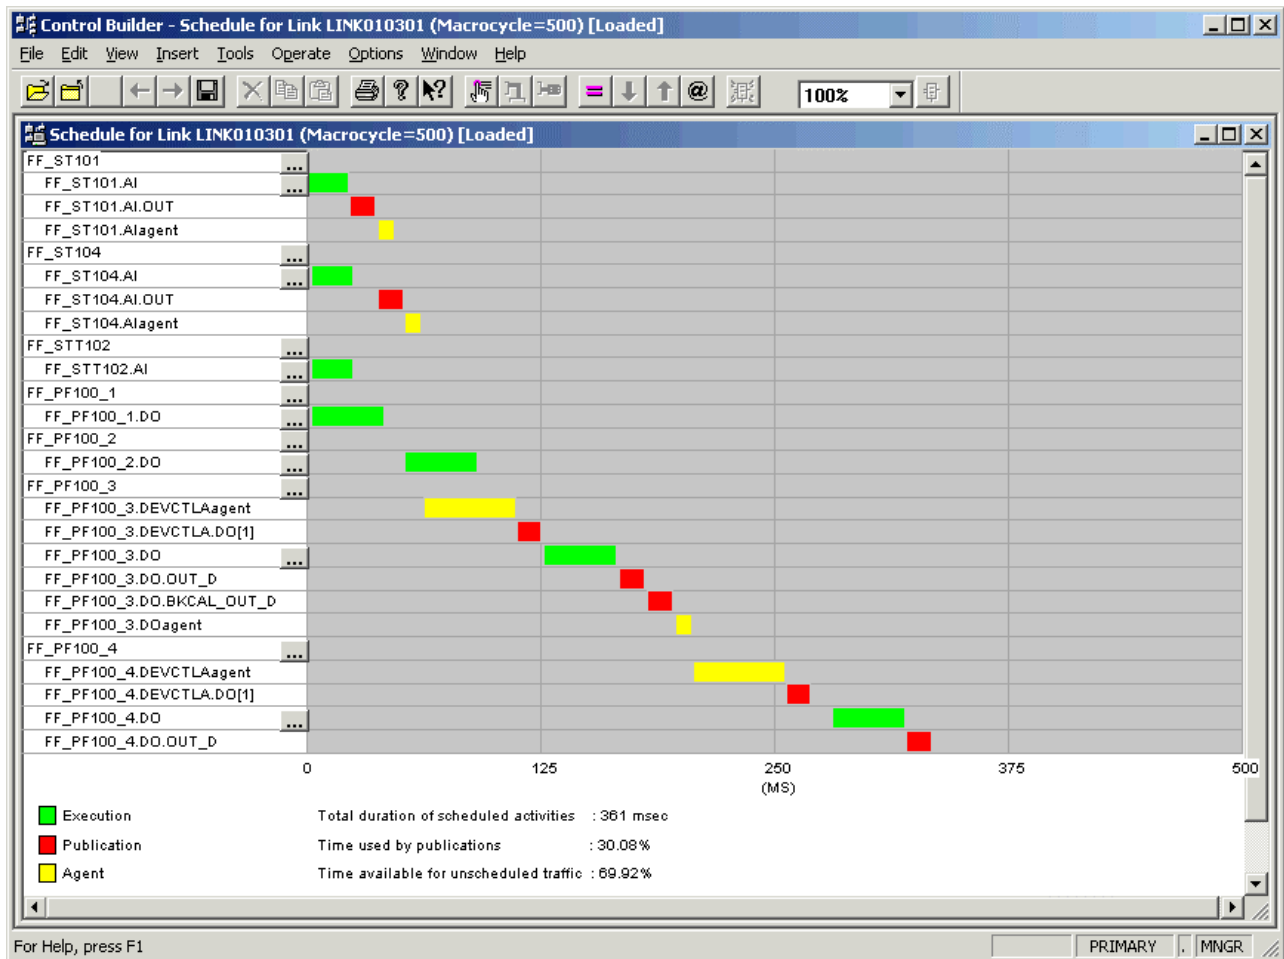 Control Builder - Schedule for Link LINK010301 (Macrocycle=500) [Loaded]
File Edit View Insert Tools Operate Options Window Help
100%
Schedule for Link LINK010301 (Macrocycle=500) [Loaded]
FF_ST101 ...
FF_ST101.AI ...
FF_ST101.AI.OUT
FF_ST101.AIagent
FF_ST104 ...
FF_ST104.AI ...
FF_ST104.AI.OUT
FF_ST104.AIagent
FF_STT102 ...
FF_STT102.AI ...
FF_PF100_1 ...
FF_PF100_1.DO ...
FF_PF100_2 ...
FF_PF100_2.DO ...
FF_PF100_3 ...
FF_PF100_3.DEVCTLAagent
FF_PF100_3.DEVCTLA.DO[1]
FF_PF100_3.DO ...
FF_PF100_3.DO.OUT_D
FF_PF100_3.DO.BKCAL_OUT_D
FF_PF100_3.DOagent
FF_PF100_4 ...
FF_PF100_4.DEVCTLAagent
FF_PF100_4.DEVCTLA.DO[1]
FF_PF100_4.DO ...
FF_PF100_4.DO.OUT_D
0 125 250 375 500
(MS)
Execution Total duration of scheduled activities : 361 msec
Publication Time used by publications : 30.08%
Agent Time available for unscheduled traffic : 69.92%
For Help, press F1 PRIMARY . MNGR